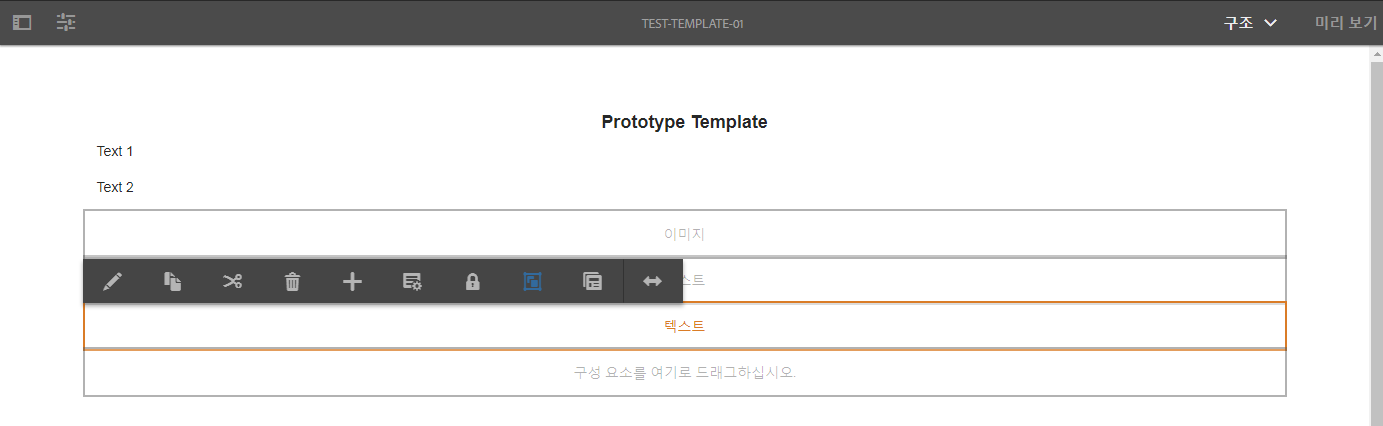 TEST-TEMPLATE-01
구조
미리 보기
Prototype Template
Text 1
Text 2
이미지
스트
텍스트
구성 요소를 여기로 드래그하십시오.